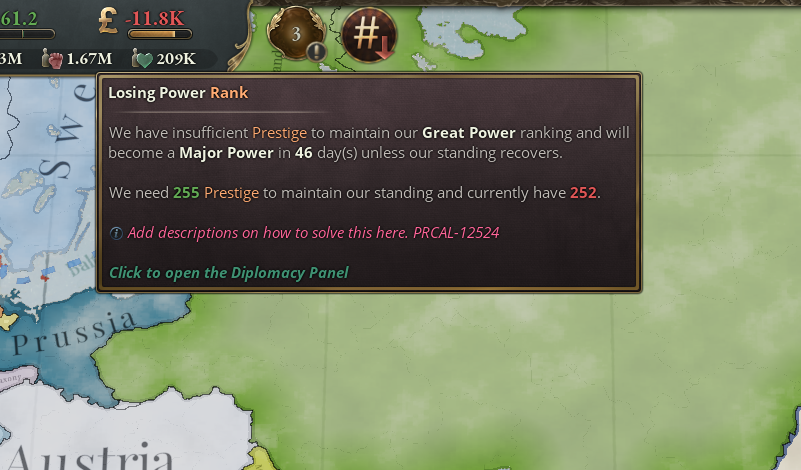 61.2
£ -11.8K
3
#
3M
1.67M
209K
Swe
Losing Power Rank
We have insufficient Prestige to maintain our Great Power ranking and will
become a Major Power in 46 day(s) unless our standing recovers.
We need 255 Prestige to maintain our standing and currently have 252.
Add descriptions on how to solve this here. PRCAL-12524
Click to open the Diplomacy Panel
Prussia
Austria